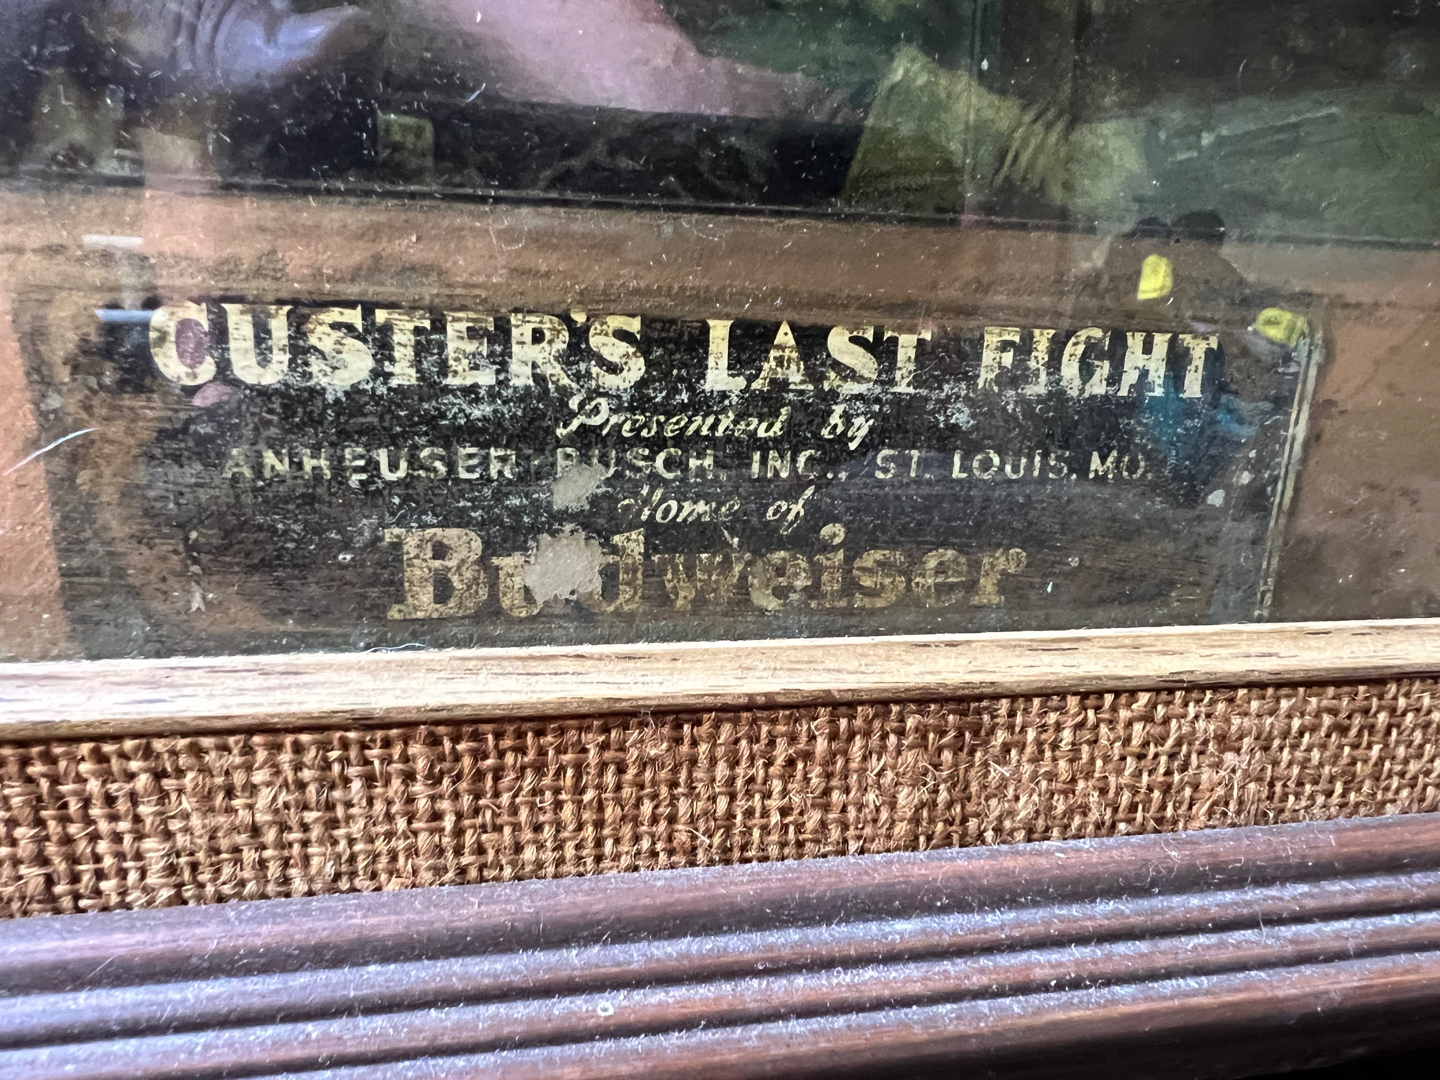 CUSTER'S LAST FIGHT
Presented by
ANHEUSER BUSCH, INC., ST. LOUIS, MO.
Home of
Budweiser